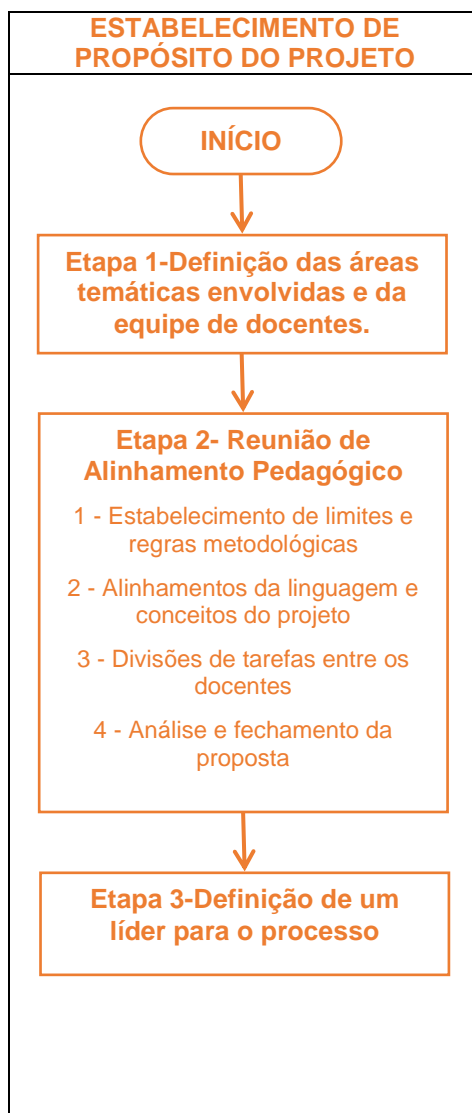 ESTABELECIMENTO DE
PROPÓSITO DO PROJETO
INÍCIO
Etapa 1-Definição das áreas
temáticas envolvidas e da
equipe de docentes.
Etapa 2- Reunião de
Alinhamento Pedagógico
1 - Estabelecimento de limites e
regras metodológicas
2 - Alinhamentos da linguagem e
conceitos do projeto
3 - Divisões de tarefas entre os
docentes
4 - Análise e fechamento da
proposta
Etapa 3-Definição de um
líder para o processo